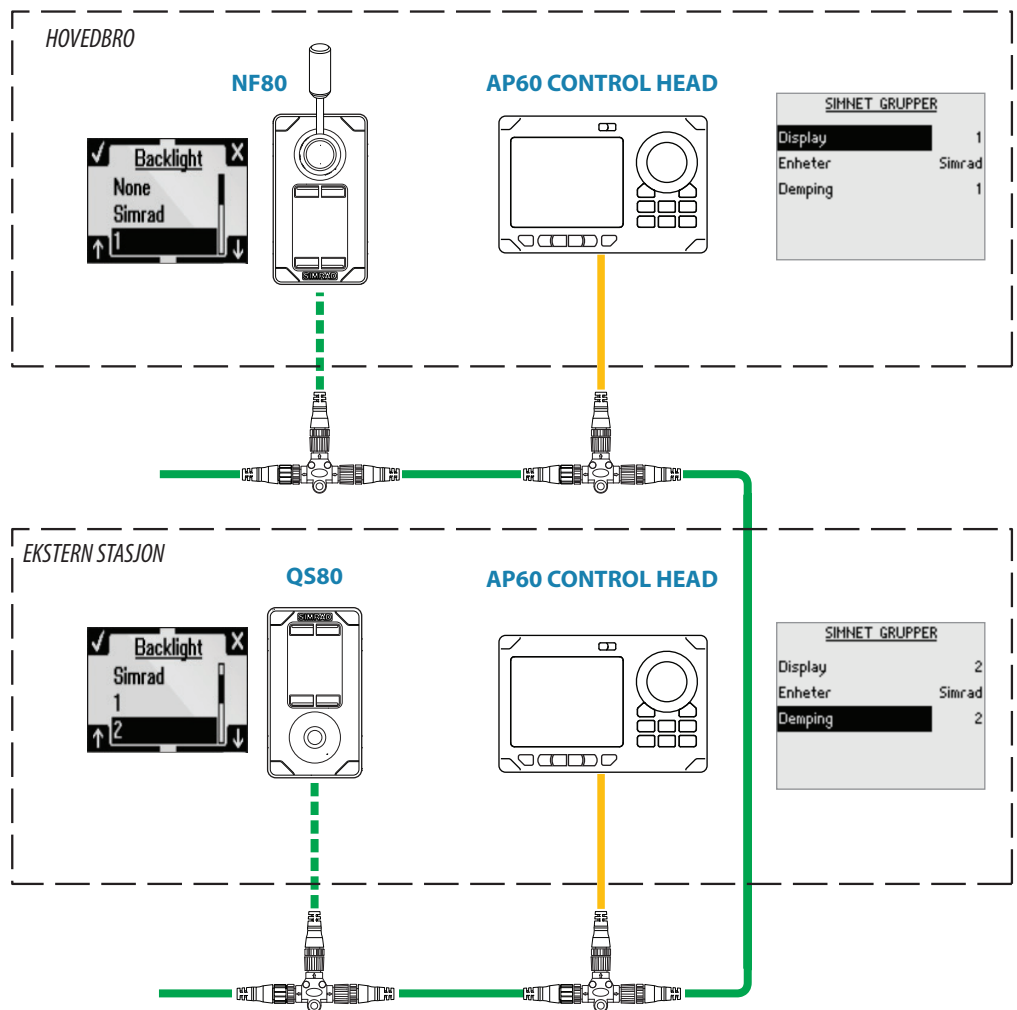 HOVEDBRO
NF80
AP60 CONTROL HEAD
Backlight
None
Simrad
1
SIMRAD
SIMNET GRUPPER
Display 1
Enheter Simrad
Demping 1
EKSTERN STASJON
QS80
AP60 CONTROL HEAD
Backlight
Simrad
1
2
SIMRAD
SIMNET GRUPPER
Display 2
Enheter Simrad
Demping 2